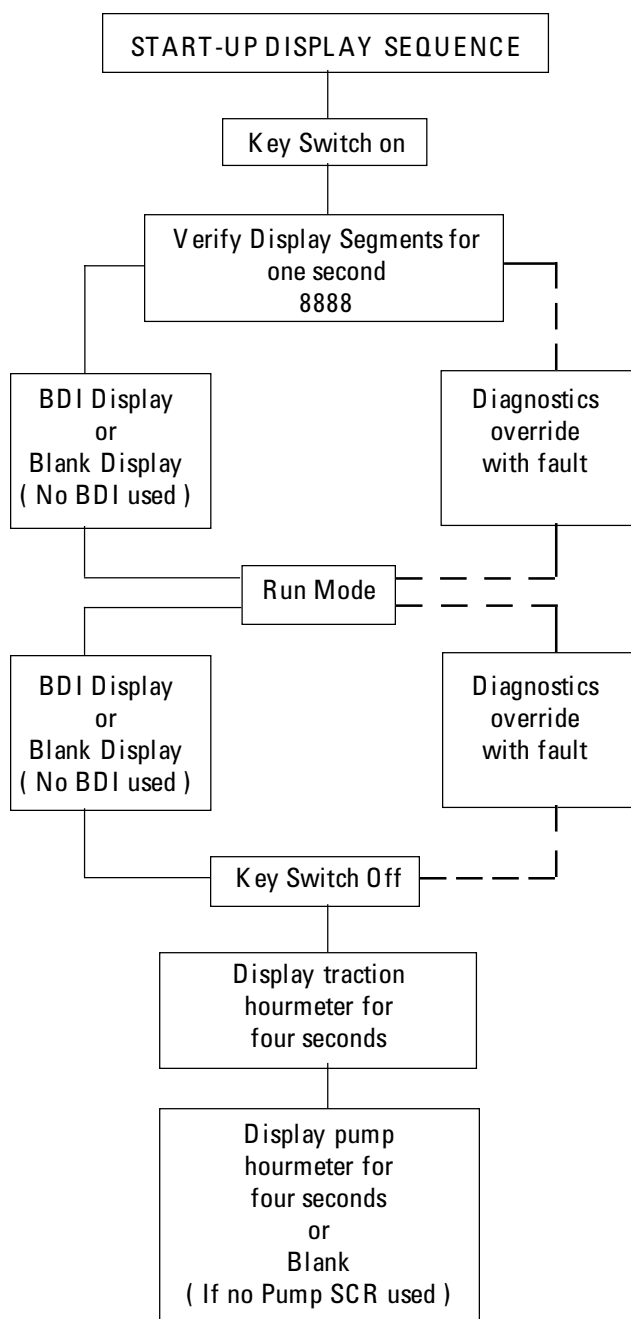 START-UP DISPLAY SEQUENCE
Key Switch on
Verify Display Segments for
one second
8888
BDI Display
or
Blank Display
( No BDI used )
Diagnostics
override
with fault
Run Mode
BDI Display
or
Blank Display
( No BDI used )
Diagnostics
override
with fault
Key Switch Off
Display traction
hourmeter for
four seconds
Display pump
hourmeter for
four seconds
or
Blank
( If no Pump SCR used )